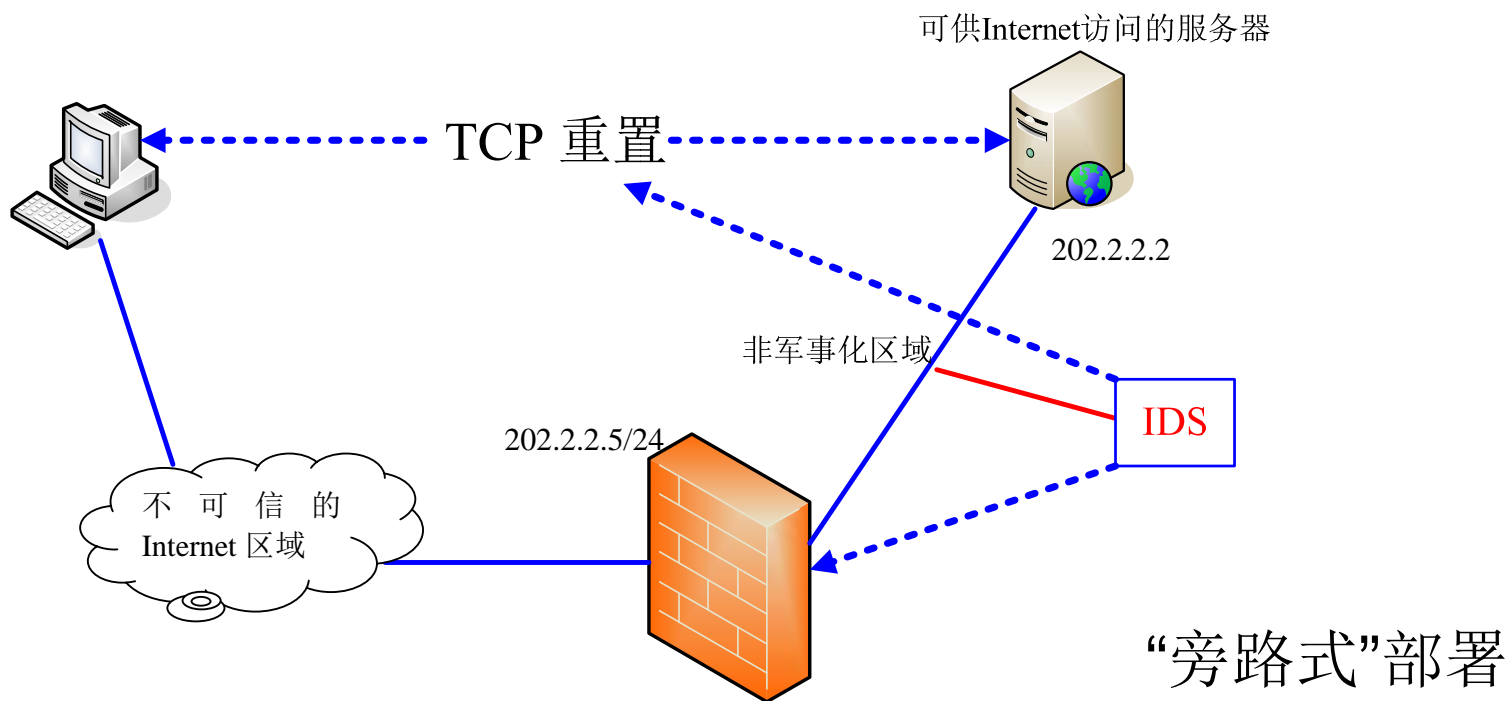 可供Internet访问的服务器
TCP 重置
202.2.2.2
非军事化区域
IDS
202.2.2.5/24
不 可 信 的
Internet 区域
“旁路式”部署